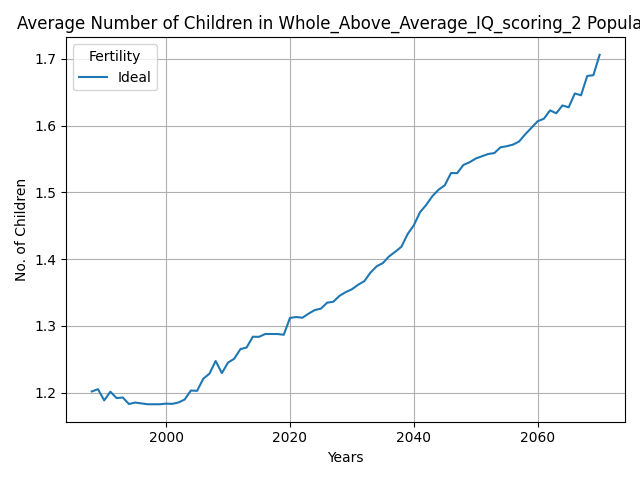 Average Number of Children in Whole_Above_Average_IQ_scoring_2 Popula
Fertility
Ideal
No. of Children
1.7
1.6
1.5
1.4
1.3
1.2
2000 2020 2040 2060
Years